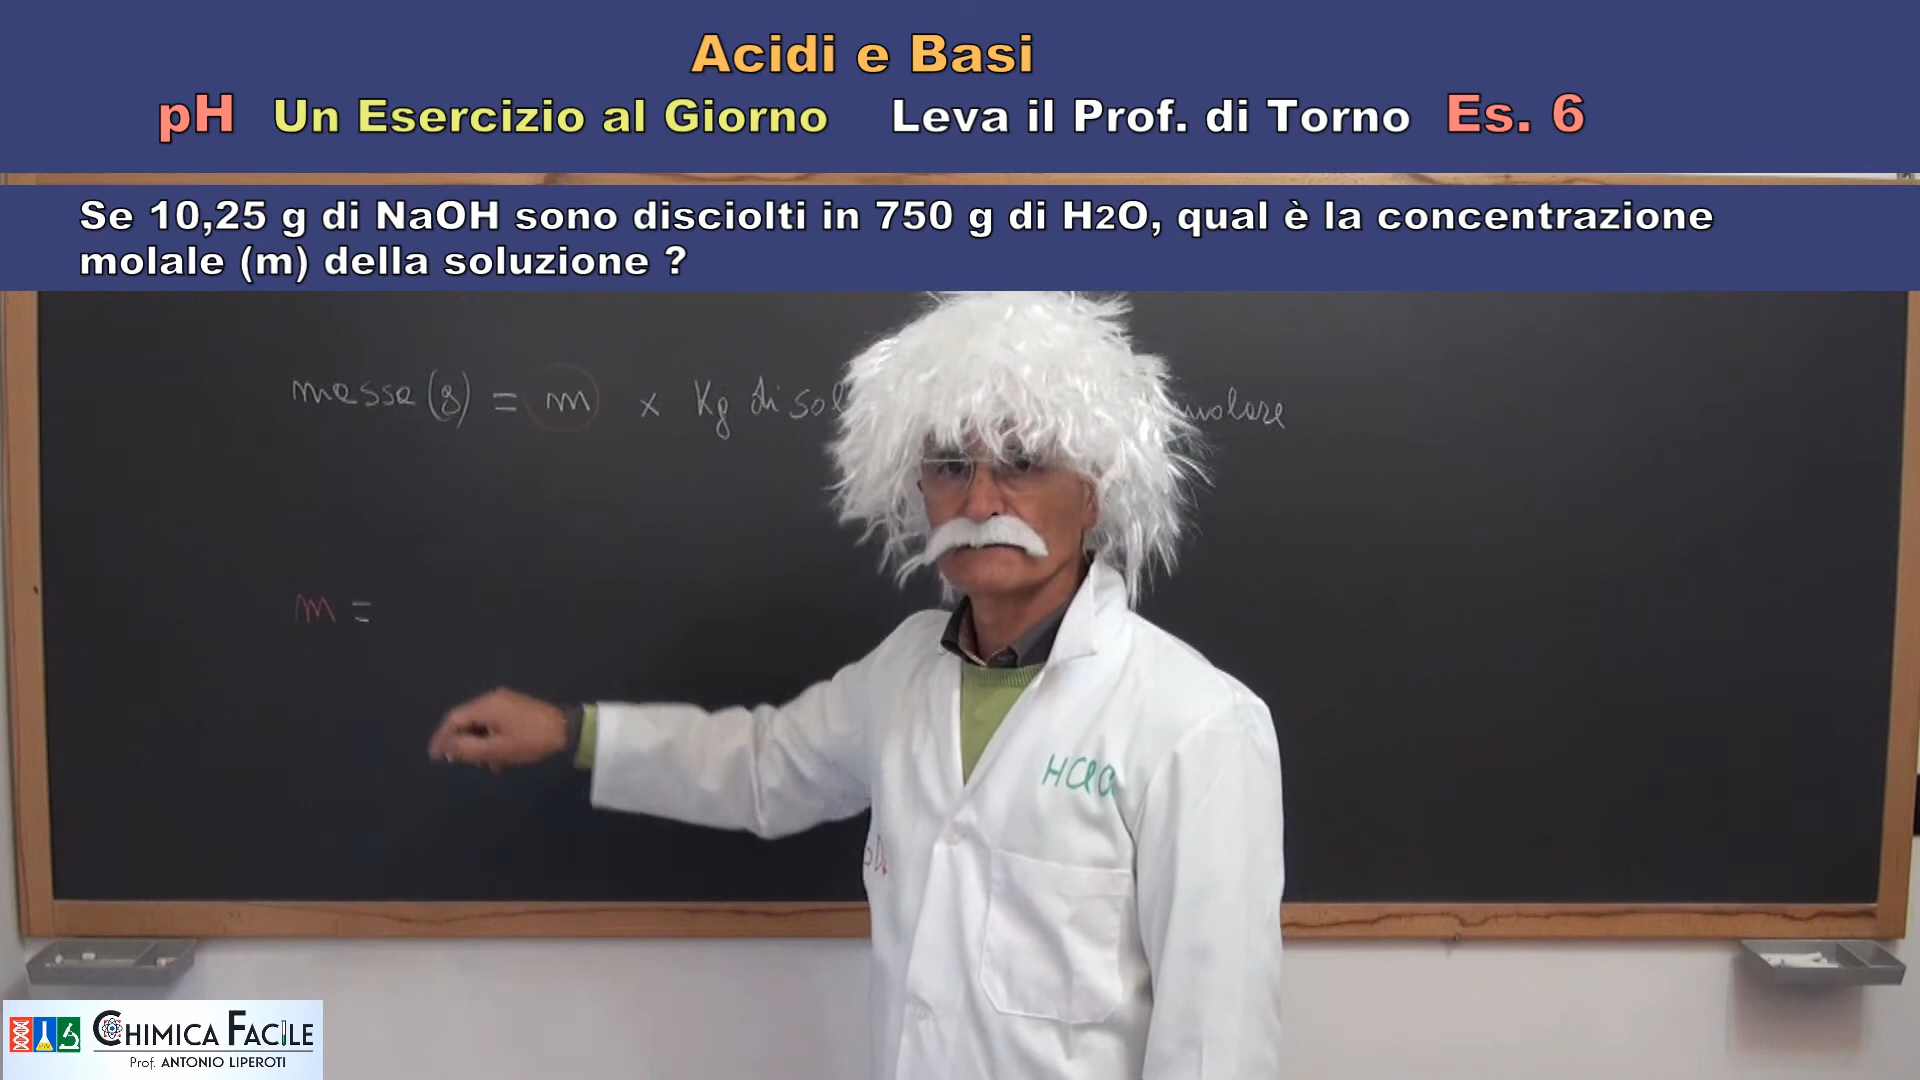 Acidi e Basi
pH Un Esercizio al Giorno Leva il Prof. di Torno Es. 6
Se 10,25 g di NaOH sono disciolti in 750 g di H2O, qual è la concentrazione
molale (m) della soluzione ?
massa (g) = m x Kg di sol molare
m =
HClO
CHIMICA FACILE
Prof. ANTONIO LIPEROTI